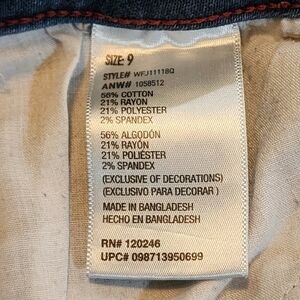 SIZE: 9
STYLE# WFJ11118Q
ANW# 1058512
56% COTTON
21% RAYON
21% POLYESTER
2% SPANDEX
56% ALGODÓN
21% RAYÓN
21% POLIÉSTER
2% SPANDEX
(EXCLUSIVE OF DECORATIONS)
(EXCLUSIVO PARA DECORAR )
MADE IN BANGLADESH
HECHO EN BANGLADESH
RN# 120246
UPC# 098713950699